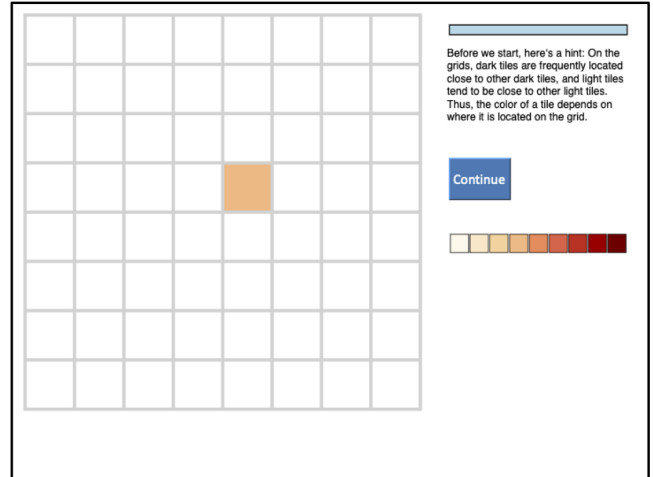 Before we start, here's a hint: On the
grids, dark tiles are frequently located
close to other dark tiles, and light tiles
tend to be close to other light tiles.
Thus, the color of a tile depends on
where it is located on the grid.
Continue